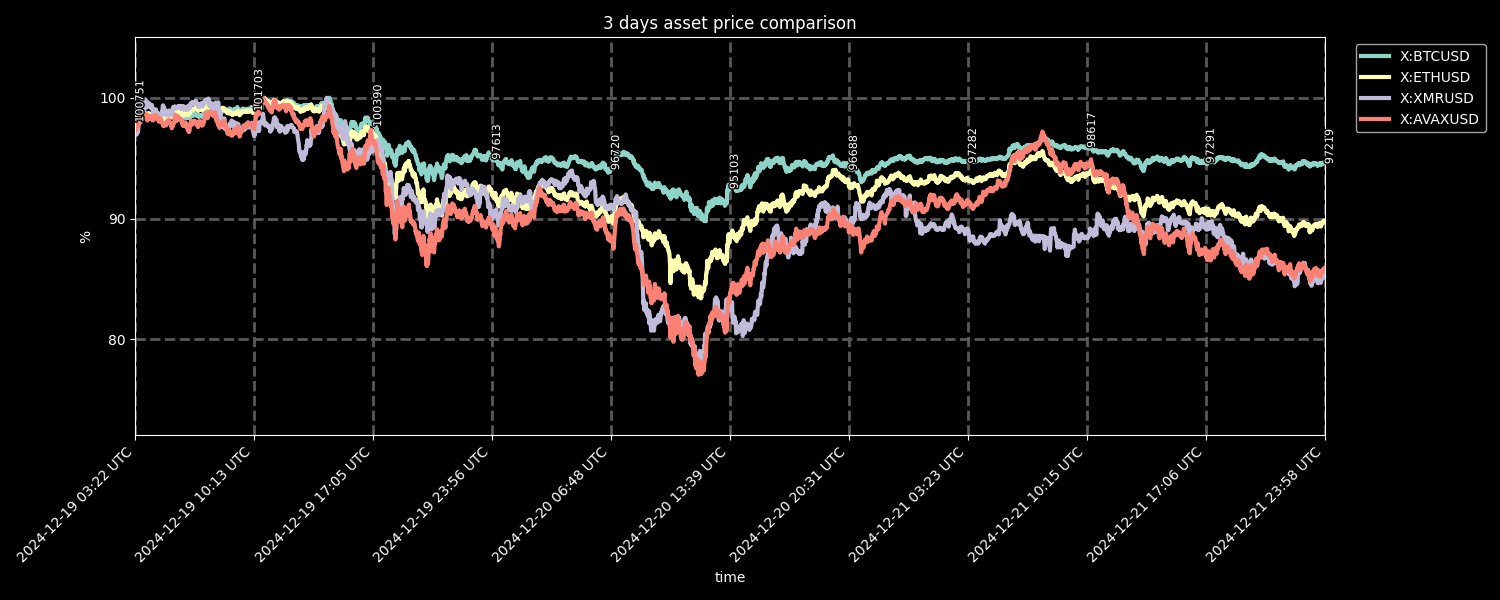 3 days asset price comparison
X:BTCUSD
X:ETHUSD
X:XMRUSD
X:AVAXUSD
100
90
80
%
100751
101703
100390
97613
96720
95103
96688
97282
98617
97291
97219
2024-12-19 03:22 UTC
2024-12-19 10:13 UTC
2024-12-19 17:05 UTC
2024-12-19 23:56 UTC
2024-12-20 06:48 UTC
2024-12-20 13:39 UTC
2024-12-20 20:31 UTC
2024-12-21 03:23 UTC
2024-12-21 10:15 UTC
2024-12-21 17:06 UTC
2024-12-21 23:58 UTC
time